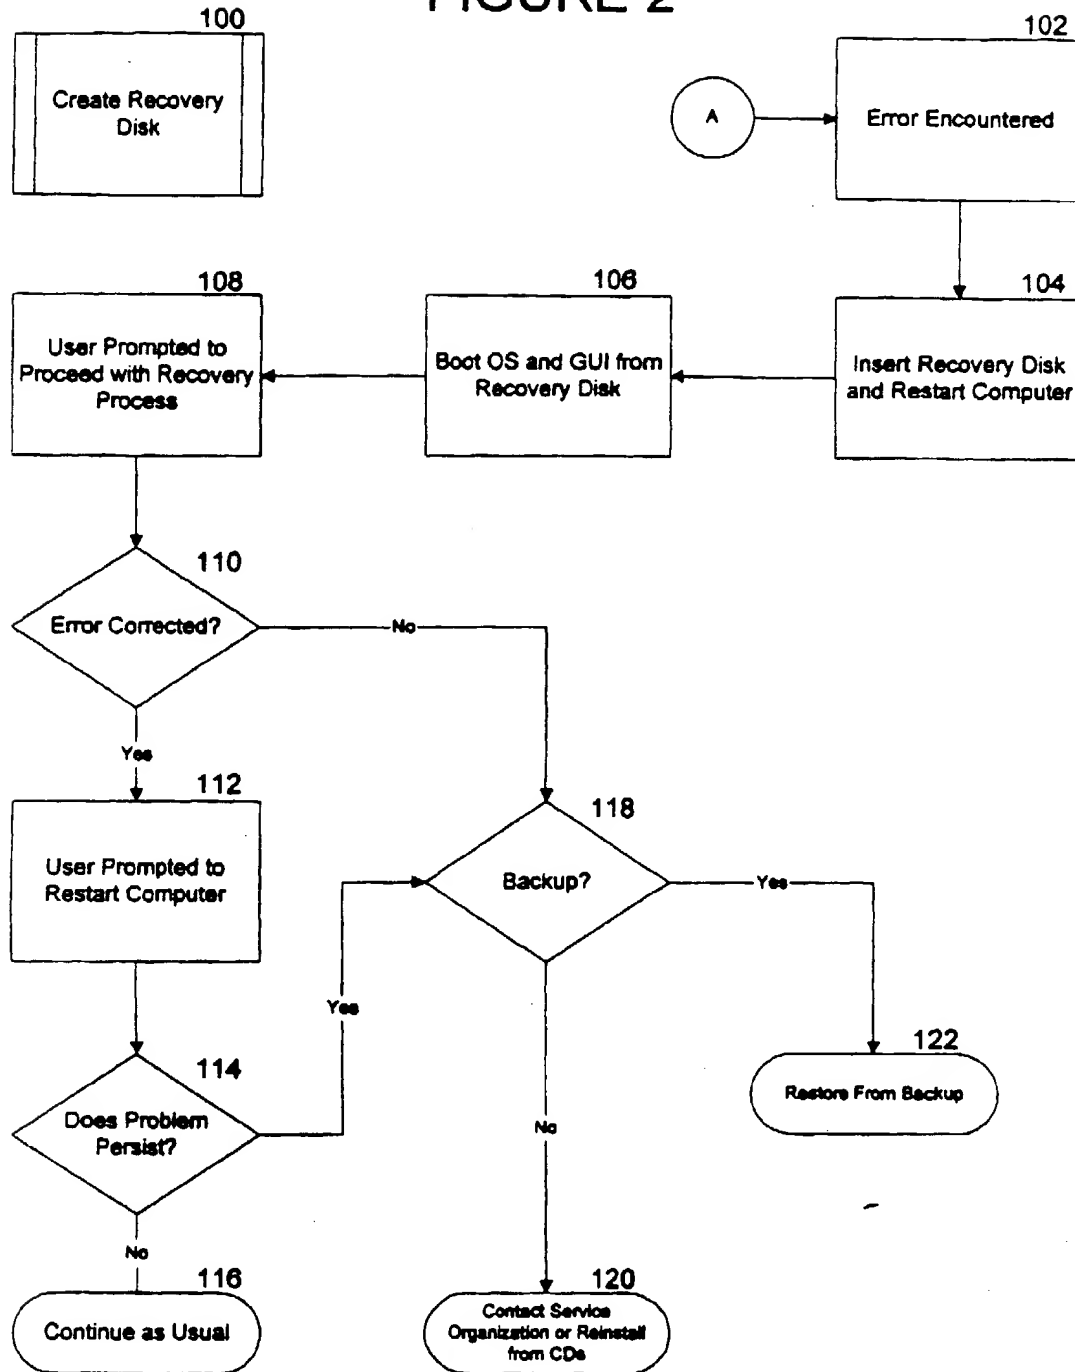 FIGURE 2
100
Create Recovery
Disk
A
102
Error Encountered
108
User Prompted to
Proceed with Recovery
Process
106
Boot OS and GUI from
Recovery Disk
104
Insert Recovery Disk
and Restart Computer
110
Error Corrected?
No
Yes
112
User Prompted to
Restart Computer
118
Backup?
Yes
Yes
114
Does Problem
Persist?
122
Restore From Backup
No
No
116
Continue as Usual
120
Contact Service
Organization or Reinstall
from CDs